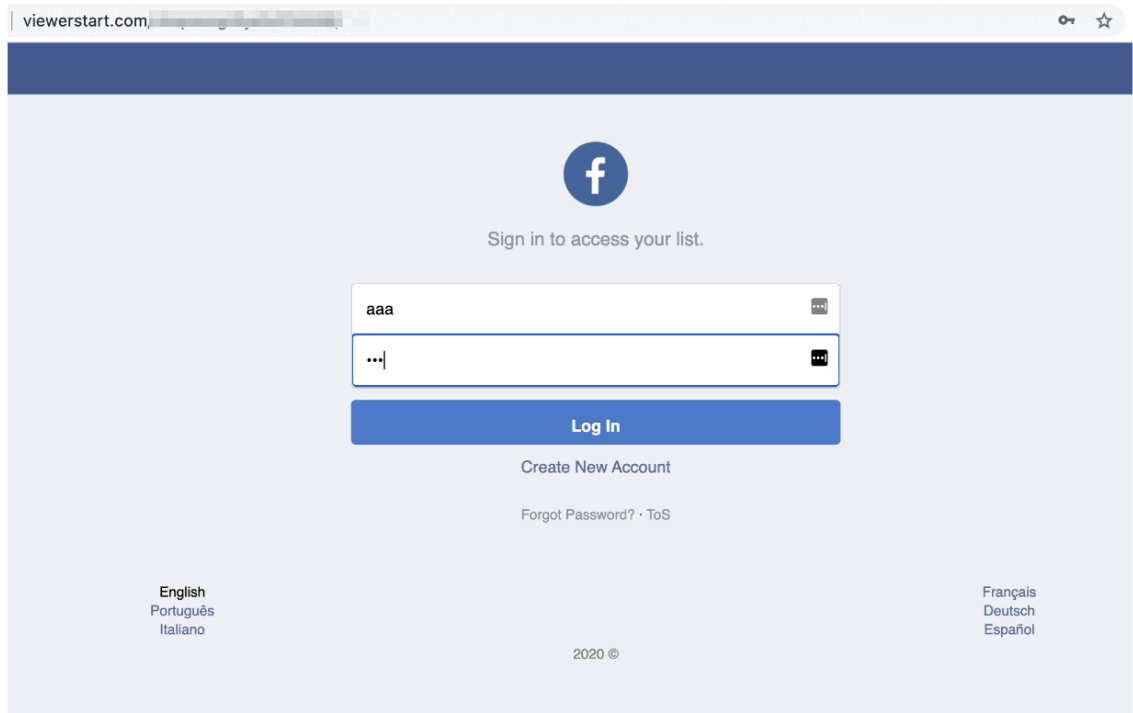 viewerstart.com/
Sign in to access your list.
aaa
•••
Log In
Create New Account
Forgot Password? · ToS
English
Português
Italiano
Français
Deutsch
Español
2020 ©